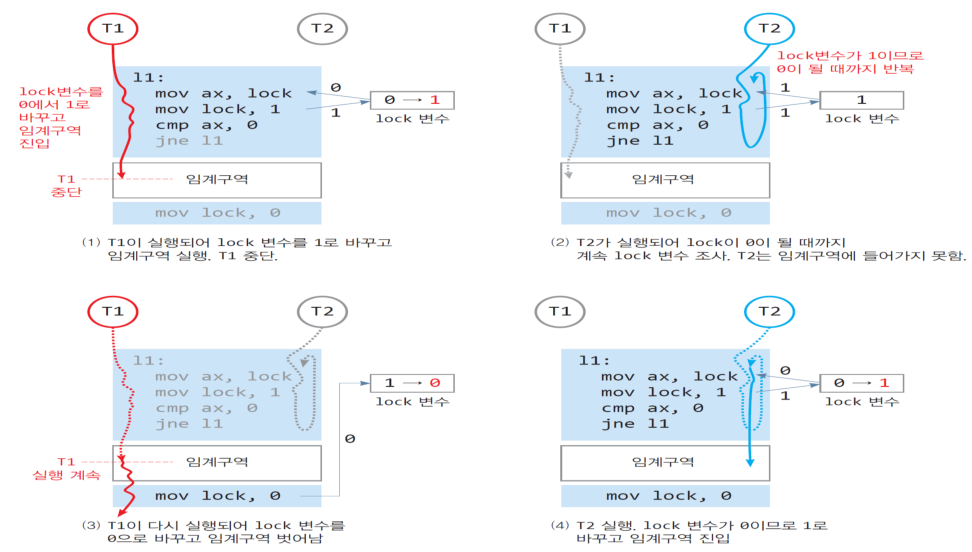 T1
T2
lock변수를
0에서 1로
바꾸고
임계구역
진입
l1:
mov ax, lock
mov lock, 1
cmp ax, 0
jne l1
0
1
0 → 1
lock 변수
T1
중단
임계구역
mov lock, 0
(1) T1이 실행되어 lock 변수를 1로 바꾸고
임계구역 실행. T1 중단.
T1
T2
lock변수가 1이므로
0이 될 때까지 반복
l1:
mov ax, lock
mov lock, 1
cmp ax, 0
jne l1
1
1
1
lock 변수
임계구역
mov lock, 0
(2) T2가 실행되어 lock이 0이 될 때까지
계속 lock 변수 조사. T2는 임계구역에 들어가지 못함.
T1
T2
l1:
mov ax, lock
mov lock, 1
cmp ax, 0
jne l1
1 → 0
lock 변수
0
T1
실행 계속
임계구역
mov lock, 0
(3) T1이 다시 실행되어 lock 변수를
0으로 바꾸고 임계구역 벗어남
T1
T2
l1:
mov ax, lock
mov lock, 1
cmp ax, 0
jne l1
0
1
0 → 1
lock 변수
임계구역
mov lock, 0
(4) T2 실행. lock 변수가 0이므로 1로
바꾸고 임계구역 진입